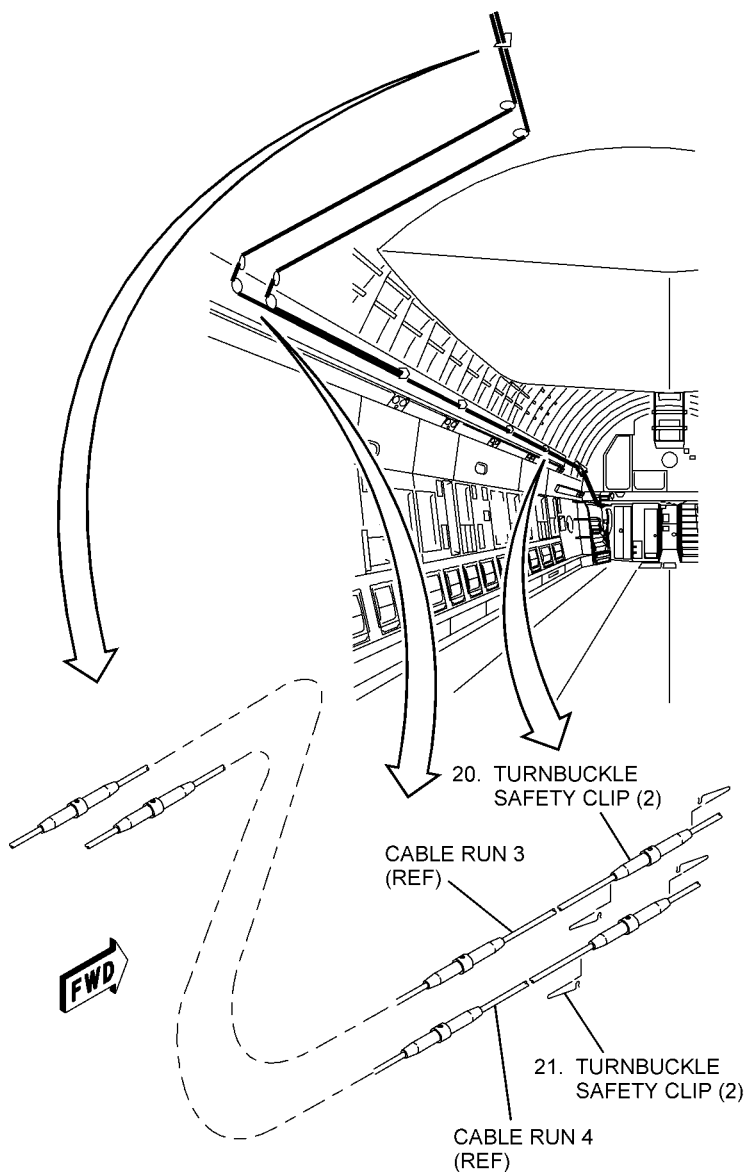 20. TURNBUCKLE
SAFETY CLIP (2)
CABLE RUN 3
(REF)
FWD
21. TURNBUCKLE
SAFETY CLIP (2)
CABLE RUN 4
(REF)